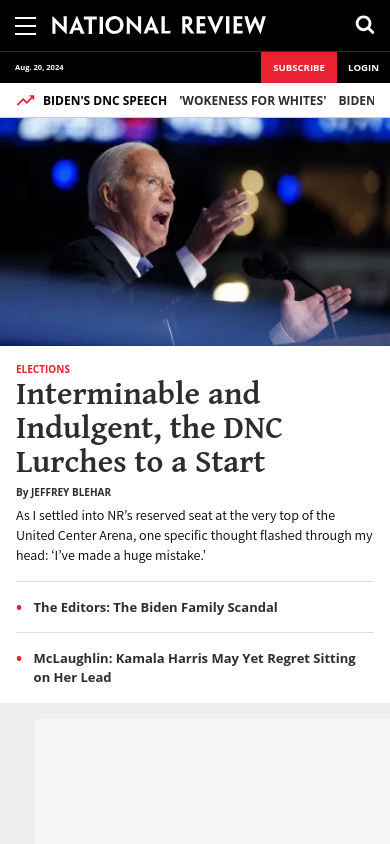 NATIONAL REVIEW
Aug. 20, 2024
SUBSCRIBE
LOGIN
BIDEN'S DNC SPEECH 'WOKENESS FOR WHITES' BIDEN
ELECTIONS
Interminable and
Indulgent, the DNC
Lurches to a Start
By JEFFREY BLEHAR
As I settled into NR’s reserved seat at the very top of the
United Center Arena, one specific thought flashed through my
head: ‘I’ve made a huge mistake.’
• The Editors: The Biden Family Scandal
• McLaughlin: Kamala Harris May Yet Regret Sitting
on Her Lead